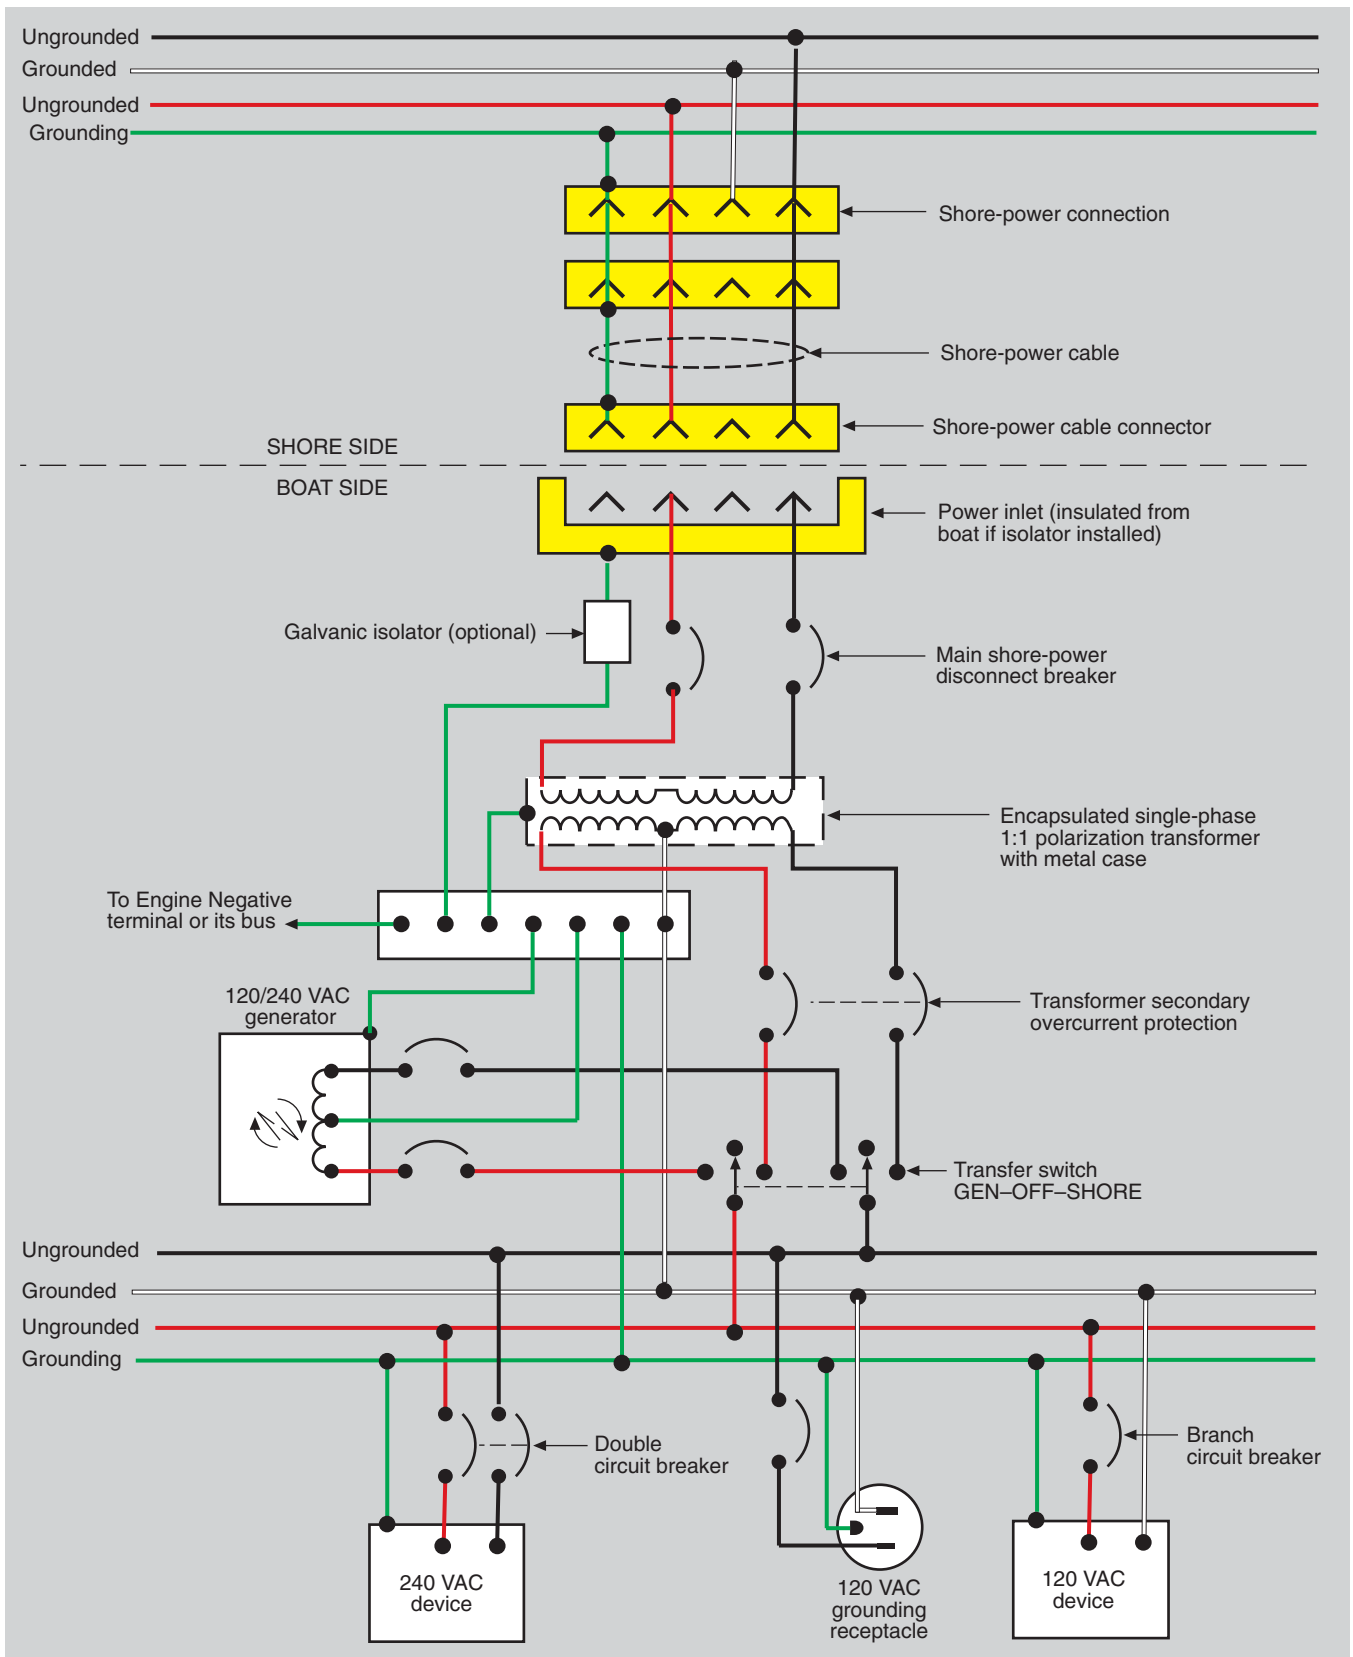 Ungrounded
Grounded
Ungrounded
Grounding
Shore-power connection
Shore-power cable
Shore-power cable connector
SHORE SIDE
BOAT SIDE
Power inlet (insulated from
boat if isolator installed)
Galvanic isolator (optional)
Main shore-power
disconnect breaker
Encapsulated single-phase
1:1 polarization transformer
with metal case
To Engine Negative
terminal or its bus
120/240 VAC
generator
Transformer secondary
overcurrent protection
Transfer switch
GEN–OFF–SHORE
Ungrounded
Grounded
Ungrounded
Grounding
Double
circuit breaker
Branch
circuit breaker
240 VAC
device
120 VAC
grounding
receptacle
120 VAC
device